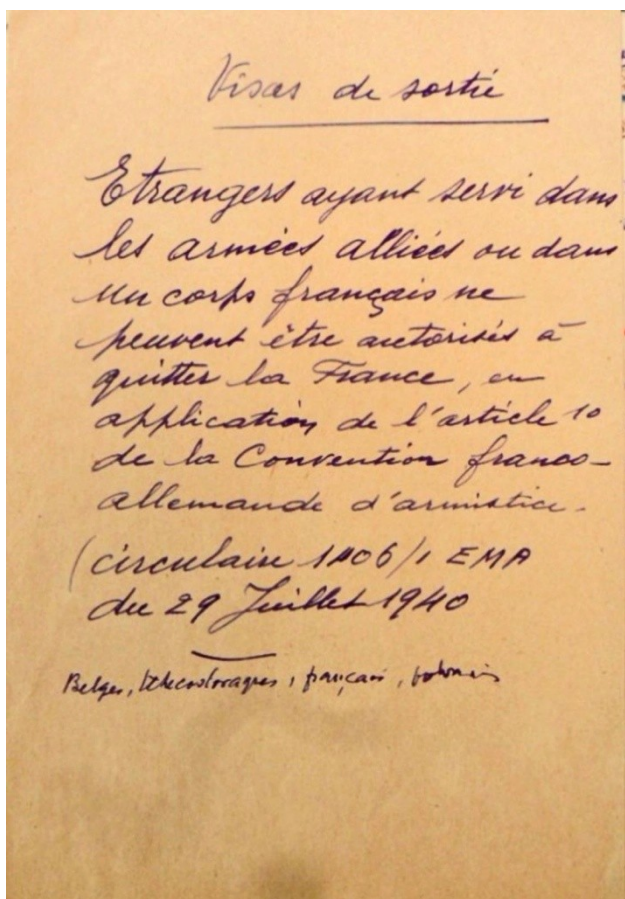 Visas de sortie
Etrangers ayant servi dans
les armées alliées ou dans
un corps français ne
peuvent être autorisés à
quitter la France, en
application de l'article 10
de la Convention franco-
allemande d'armistice.
(circulaire 1406/1 EMA
du 29 Juillet 1940
Belges, tchecoslovaques, français, polonais